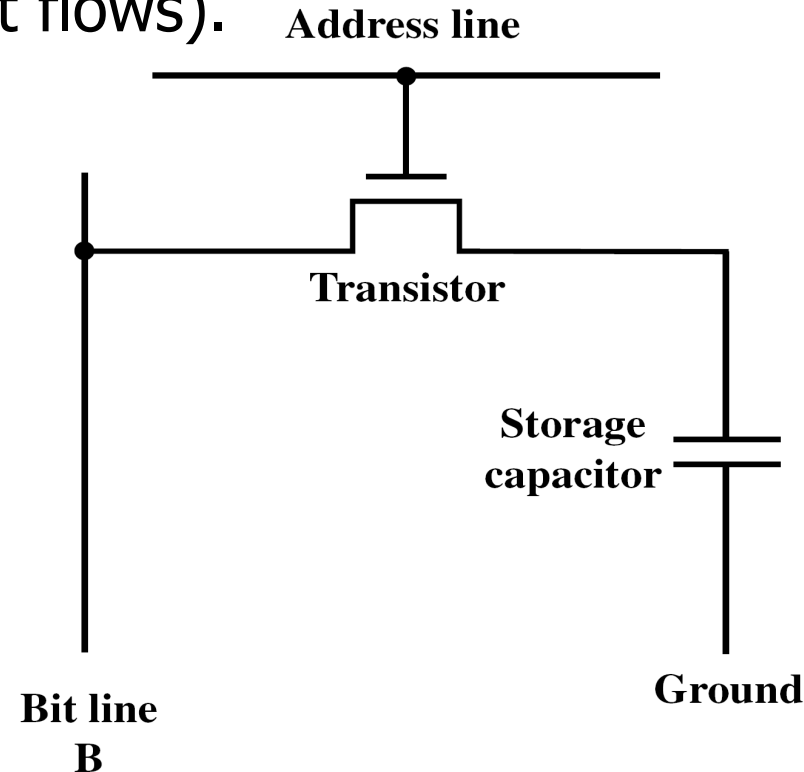 t flows).
Address line
Transistor
Storage
capacitor
Ground
Bit line
B